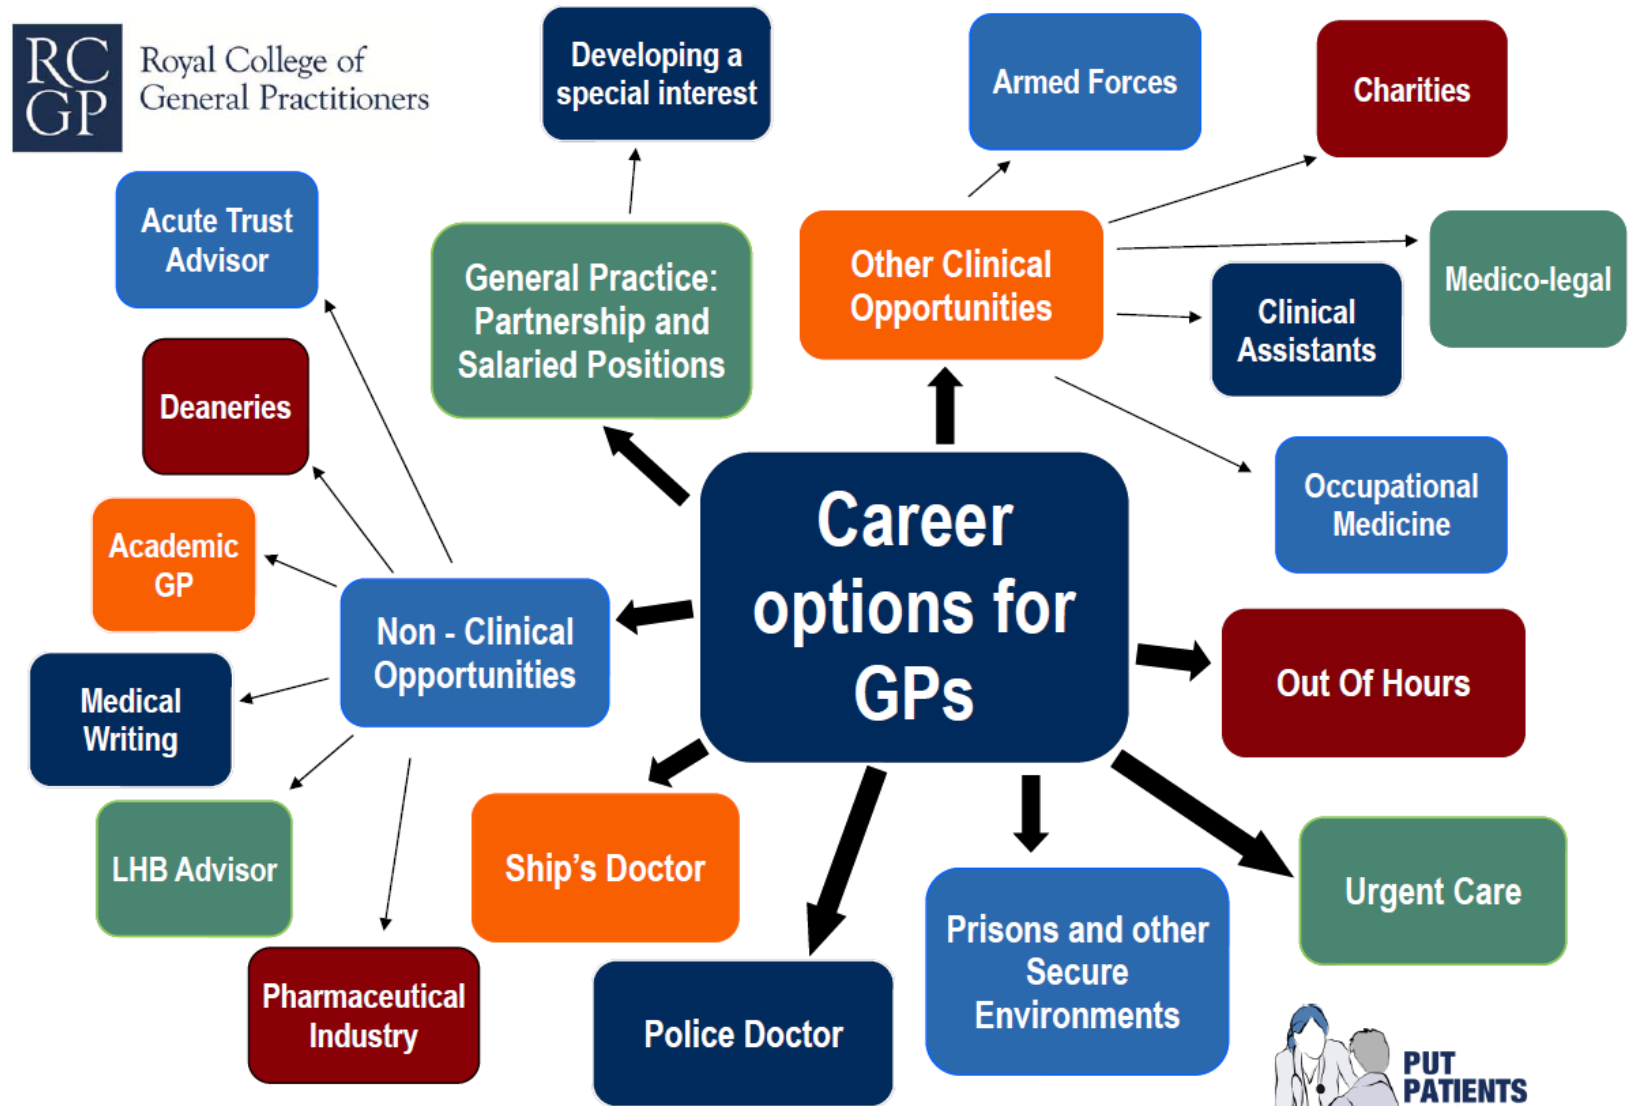 RC
GP
Royal College of
General Practitioners
Developing a
special interest
Armed Forces
Charities
Acute Trust
Advisor
General Practice:
Partnership and
Salaried Positions
Other Clinical
Opportunities
Medico-legal
Clinical
Assistants
Deaneries
Occupational
Medicine
Academic
GP
Career
options for
GPs
Non - Clinical
Opportunities
Out Of Hours
Medical
Writing
LHB Advisor
Ship’s Doctor
Urgent Care
Prisons and other
Secure
Environments
Pharmaceutical
Industry
Police Doctor
PUT
PATIENTS